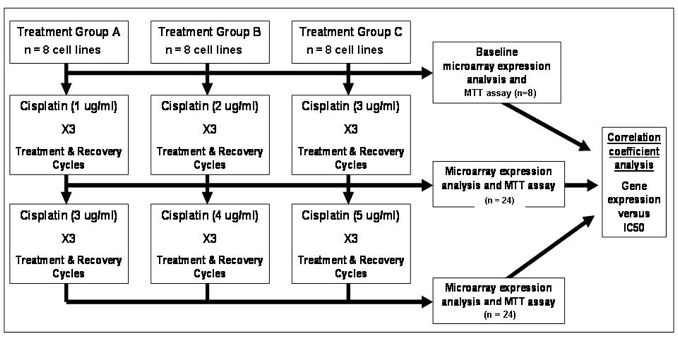 Treatment Group A
n = 8 cell lines
Treatment Group B
n = 8 cell lines
Treatment Group C
n = 8 cell lines
Baseline
microarray expression
analysis and
MTT assay (n=8)
Cisplatin (1 ug/ml)
X3
Treatment & Recovery
Cycles
Cisplatin (2 ug/ml)
X3
Treatment & Recovery
Cycles
Cisplatin (3 ug/ml)
X3
Treatment & Recovery
Cycles
Correlation
coefficient
analysis
Gene
expression
versus
IC50
Microarray expression
analysis and MTT assay
(n = 24)
Cisplatin (3 ug/ml)
X3
Treatment & Recovery
Cycles
Cisplatin (4 ug/ml)
X3
Treatment & Recovery
Cycles
Cisplatin (5 ug/ml)
X3
Treatment & Recovery
Cycles
Microarray expression
analysis and MTT assay
(n = 24)